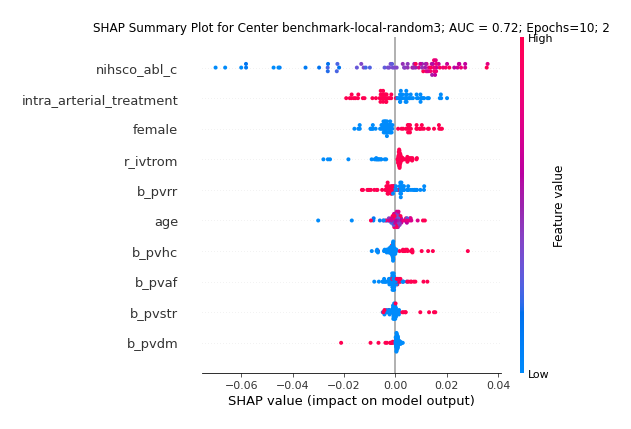 SHAP Summary Plot for Center benchmark-local-random3; AUC = 0.72; Epochs=10; 2
High
nihsco_abl_c
intra_arterial_treatment
female
r_ivtrom
b_pvrr
age
b_pvhc
b_pvaf
b_pvstr
b_pvdm
Feature value
Low
−0.06 −0.04 −0.02 0.00 0.02 0.04
SHAP value (impact on model output)